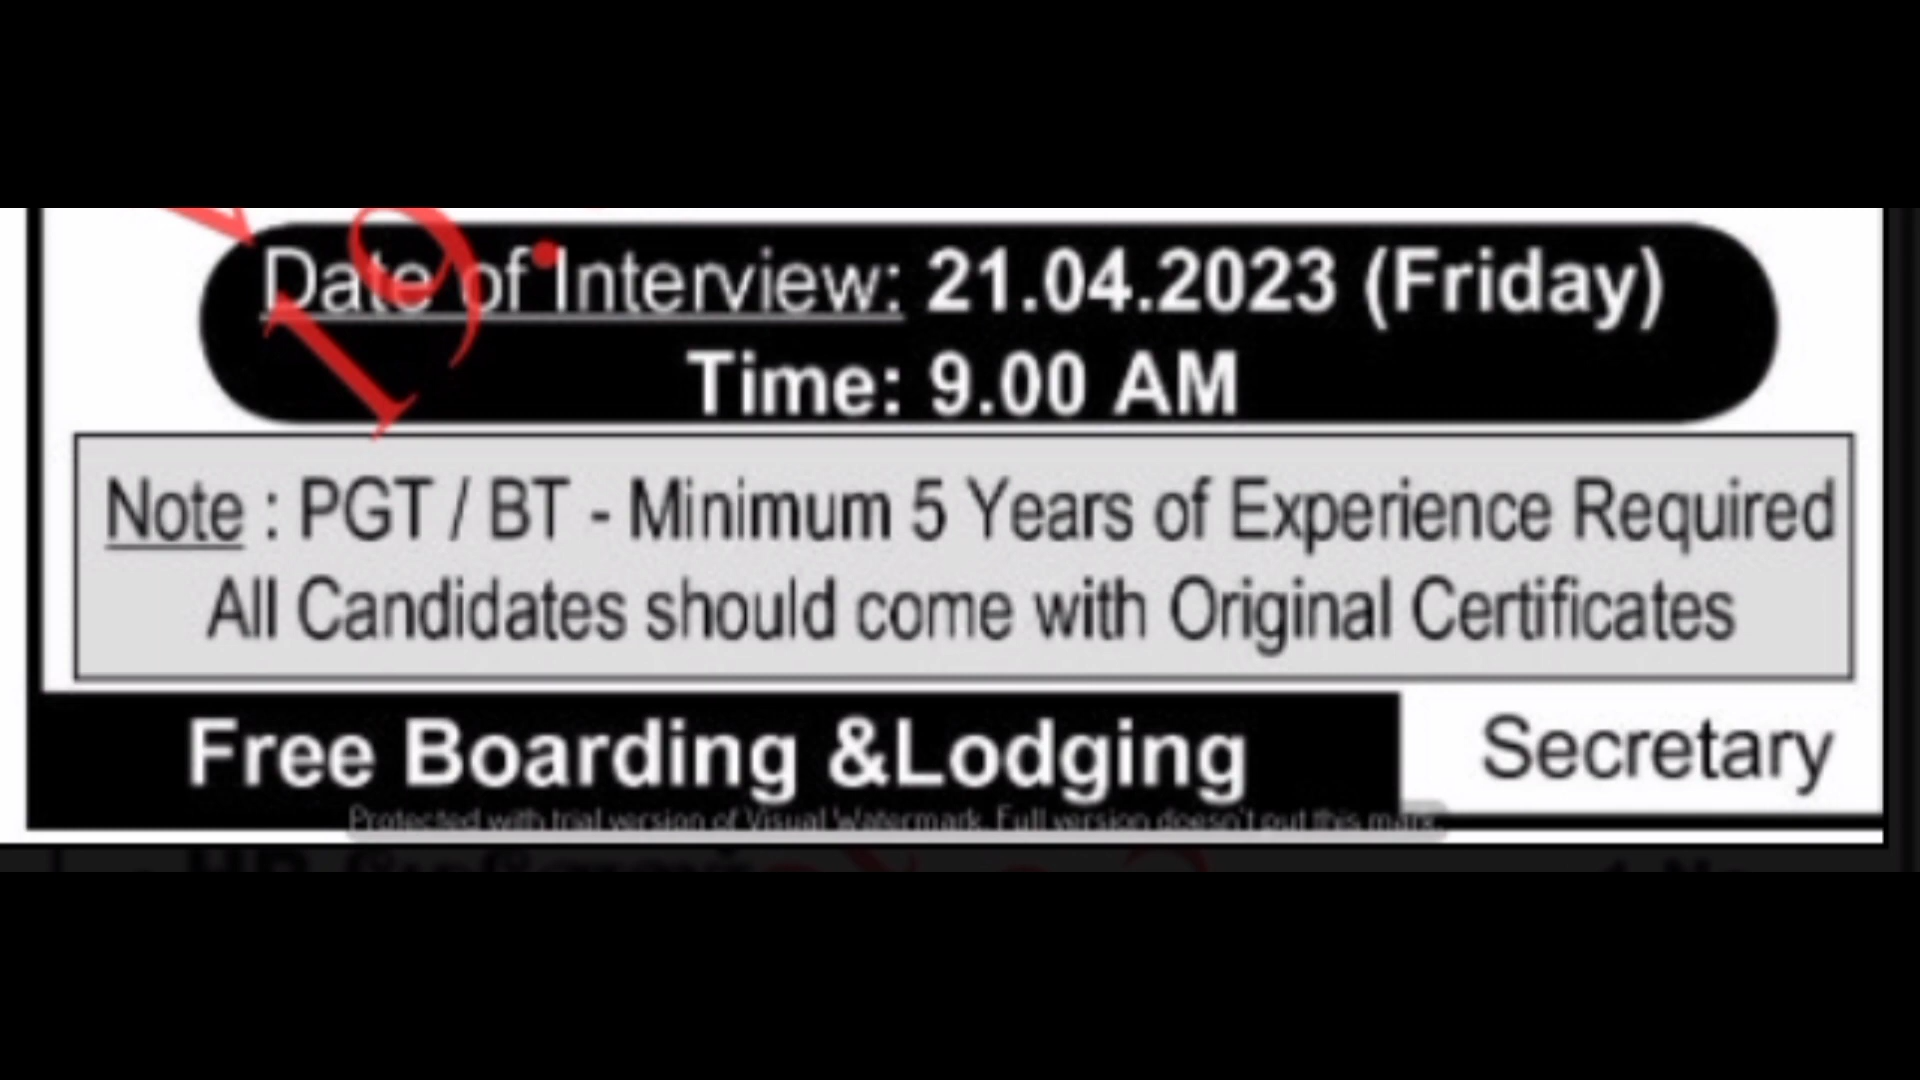 19.
Date of Interview: 21.04.2023 (Friday)
Time: 9.00 AM
Note : PGT / BT - Minimum 5 Years of Experience Required
All Candidates should come with Original Certificates
Free Boarding &Lodging
Secretary
Protected with trial version of Visual Watermark. Full version doesn't put this mark.